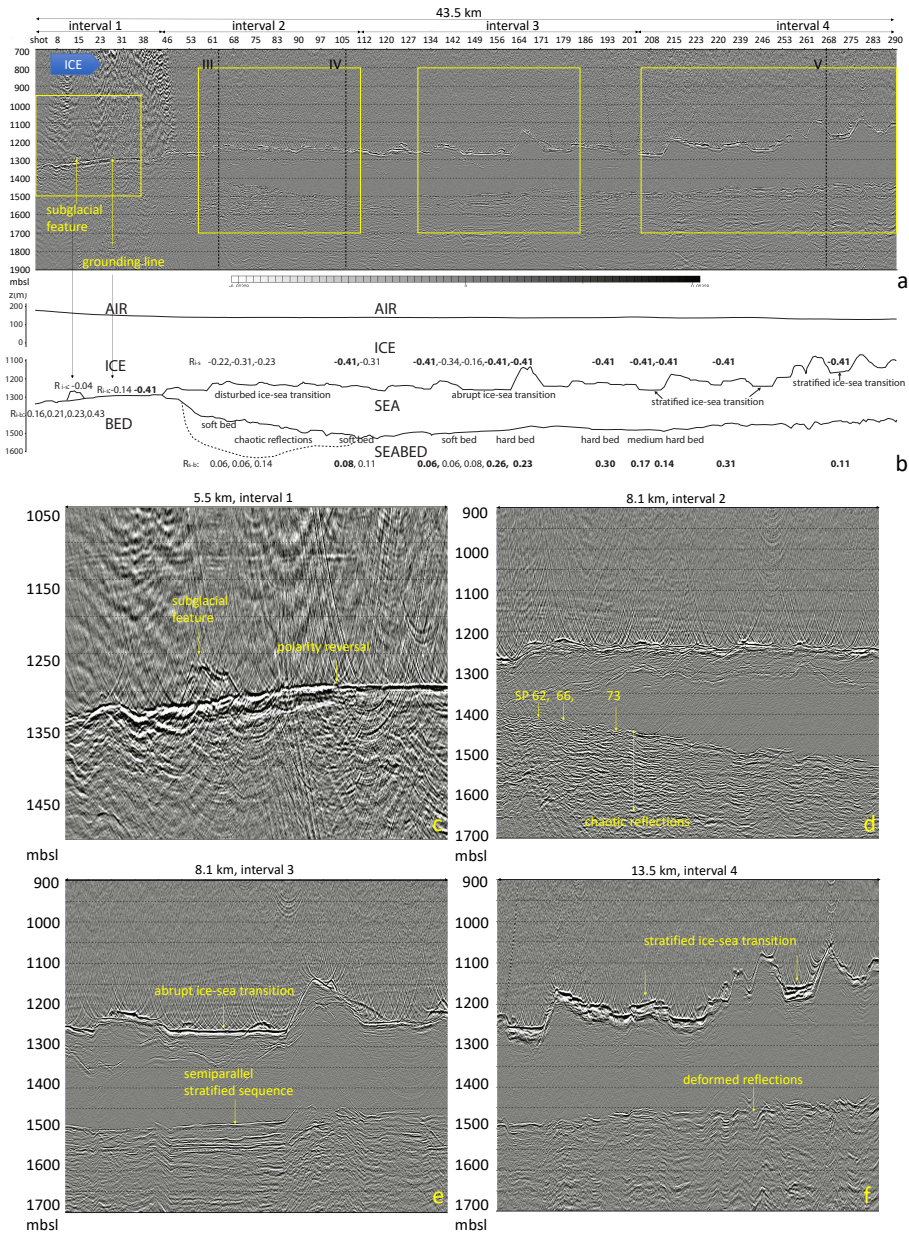 43.5 km
interval 1 interval 2 interval 3 interval 4
shot 8 15 23 31 38 46 53 61 68 75 83 90 98 105 112 119 127 134 142 149 156 164 171 179 186 193 201 208 215 223 230 238 246 253 261 268 275 283 290
700
800
900
1000
1100
1200
1300
1400
1500
1600
1700
1800
1900
mbsl
ICE
III IV V
subglacial
feature
grounding line
a
z(m)
200
100
0
AIR AIR
1100
1200
1300
1400
1500
1600
ICE ICE
Ri-s -0.22,-0.31,-0.23 -0.41,-0.31 -0.41,-0.34,-0.16,-0.41,-0.41 -0.41 -0.41,-0.41 -0.41 -0.41
-0.04 -0.14 -0.41
disturbed ice-sea transition abrupt ice-sea transition stratified ice-sea transition
stratified ice-sea transition
SEA
0.16,0.21,0.23,0.43
BED
soft bed
chaotic reflections soft bed soft bed hard bed hard bed medium hard bed
SEABED
0.06, 0.06, 0.14 0.08, 0.11 0.06, 0.06, 0.08, 0.26, 0.23 0.30 0.17 0.14 0.31 0.11
b
5.5 km, interval 1
1050
1150
1250
1350
1450
mbsl
subglacial
feature
polarity reversal
c
8.1 km, interval 2
900
1000
1100
1200
1300
1400
1500
1600
1700
mbsl
SP 62, 66, 73
chaotic reflections
d
8.1 km, interval 3
900
1000
1100
1200
1300
1400
1500
1600
1700
mbsl
abrupt ice-sea transition
semiparallel
stratified sequence
e
13.5 km, interval 4
900
1000
1100
1200
1300
1400
1500
1600
1700
mbsl
stratified ice-sea transition
deformed reflections
f